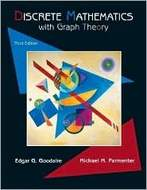 DISCRETE MATHEMATICS
with Graph Theory
Third Edition
Edgar G. Goodaire
Michael M. Parmenter